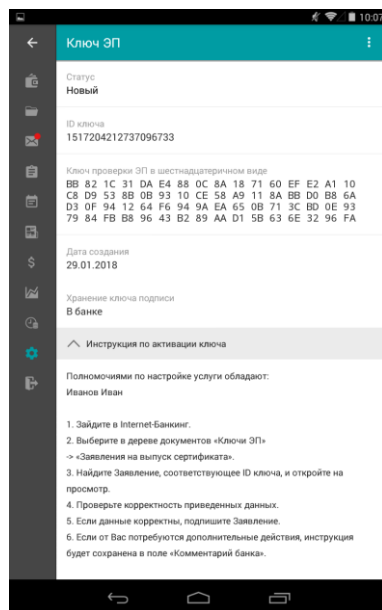 10:07
Ключ ЭП
Статус
Новый
ID ключа
1517204212737096733
Ключ проверки ЭП в шестнадцатеричном виде
BB 82 1C 31 DA E4 88 0C 8A 18 71 60 EF E2 A1 10
C8 D9 53 8B 0B 93 10 CE 58 A9 11 8A BB D0 B8 6A
D3 0F 94 12 64 F6 94 9A EA 65 0B 71 3C BD 0E 93
79 84 FB B8 96 43 B2 89 AA D1 5B 63 6E 32 96 FA
Дата создания
29.01.2018
Хранение ключа подписи
В банке
Инструкция по активации ключа
Полномочиями по настройке услуги обладают:
Иванов Иван
1. Зайдите в Internet-Банкинг.
2. Выберите в дереве документов «Ключи ЭП»
-> «Заявления на выпуск сертификата».
3. Найдите Заявление, соответствующее ID ключа, и откройте на
просмотр.
4. Проверьте корректность приведенных данных.
5. Если данные корректны, подпишите Заявление.
6. Если от Вас потребуются дополнительные действия, инструкция
будет сохранена в поле «Комментарий банка».